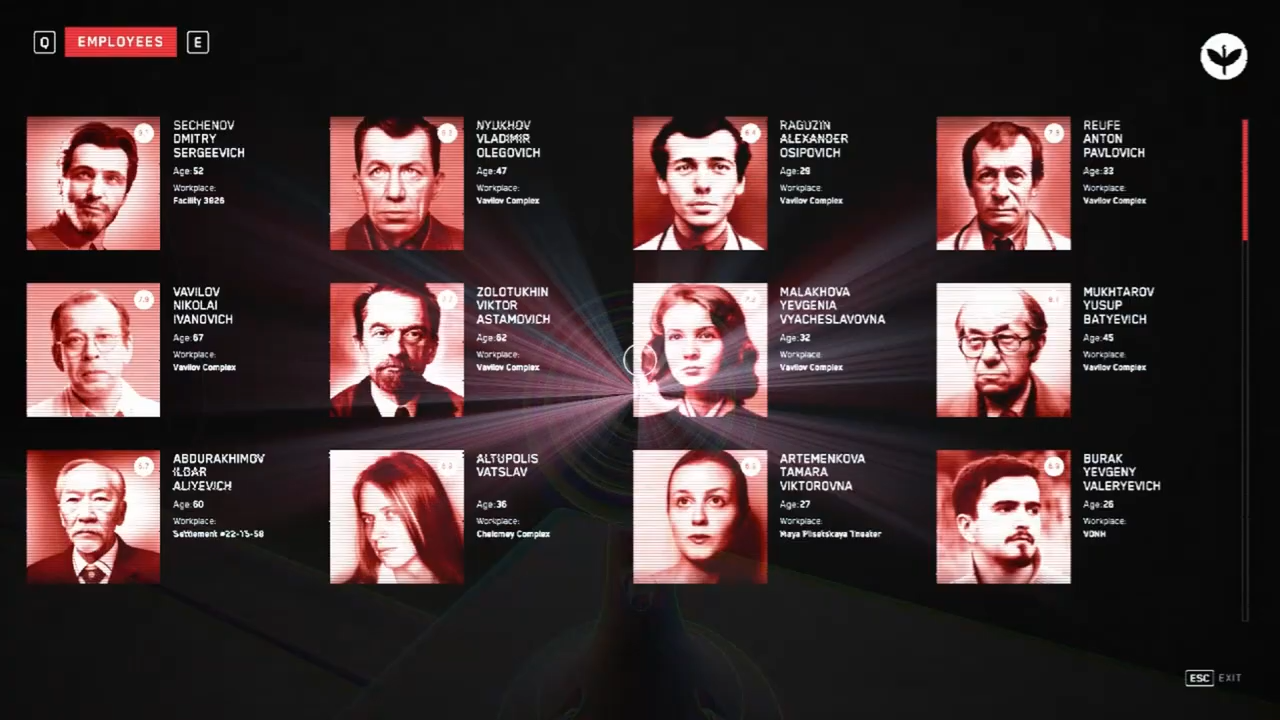 Q EMPLOYEES E
SECHENOV
DMITRY
SERGEEVICH
Age: 52
Workplace:
Facility 3826
NYUKHOV
VLADIMIR
OLEGOVICH
Age: 47
Workplace:
Vavilov Complex
RAGUZIN
ALEXANDER
OSIPOVICH
Age: 29
Workplace:
Vavilov Complex
REUFE
ANTON
PAVLOVICH
Age: 33
Workplace:
Vavilov Complex
VAVILOV
NIKOLAI
IVANOVICH
Age: 67
Workplace:
Vavilov Complex
ZOLOTUKHIN
VIKTOR
ASTAMOVICH
Age: 62
Workplace:
Vavilov Complex
MALAKHOVA
YEVGENIA
VYACHESLAVOVNA
Age: 32
Workplace:
Vavilov Complex
MUKHTAROV
YUSUP
BATYEVICH
Age: 45
Workplace:
Vavilov Complex
ABDURAKHIMOV
ILDAR
ALIYEVICH
Age: 60
Workplace:
Settlement #22-15-58
ALTUPOLIS
VATSLAV
Age: 36
Workplace:
Chelomey Complex
ARTEMENKOVA
TAMARA
VIKTOROVNA
Age: 27
Workplace:
Maya Plisetskaya Theater
BURAK
YEVGENY
VALERYEVICH
Age: 26
Workplace:
VDNH
ESC EXIT